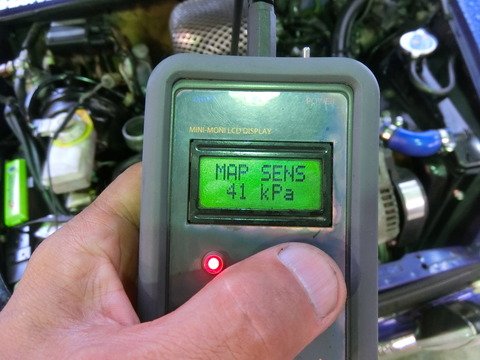 MINI-MONI LCD DISPLAY
MAP SENS
41 kPa